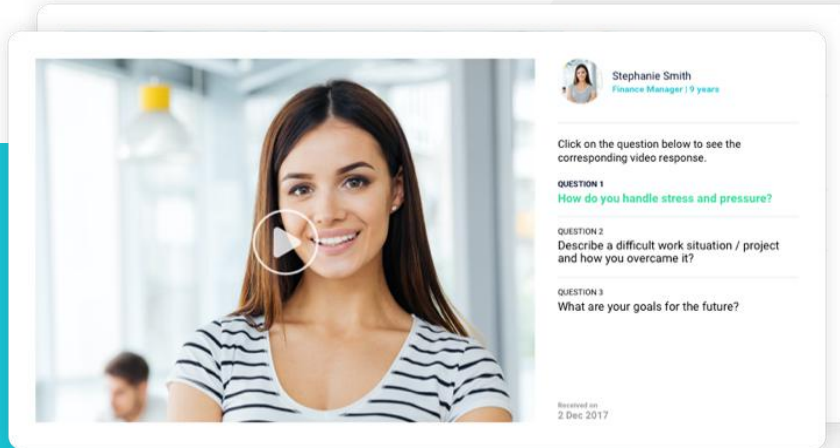 Stephanie Smith
Finance Manager | 9 years
Click on the question below to see the
corresponding video response.
QUESTION 1
How do you handle stress and pressure?
QUESTION 2
Describe a difficult work situation / project
and how you overcame it?
QUESTION 3
What are your goals for the future?
Received on
2 Dec 2017